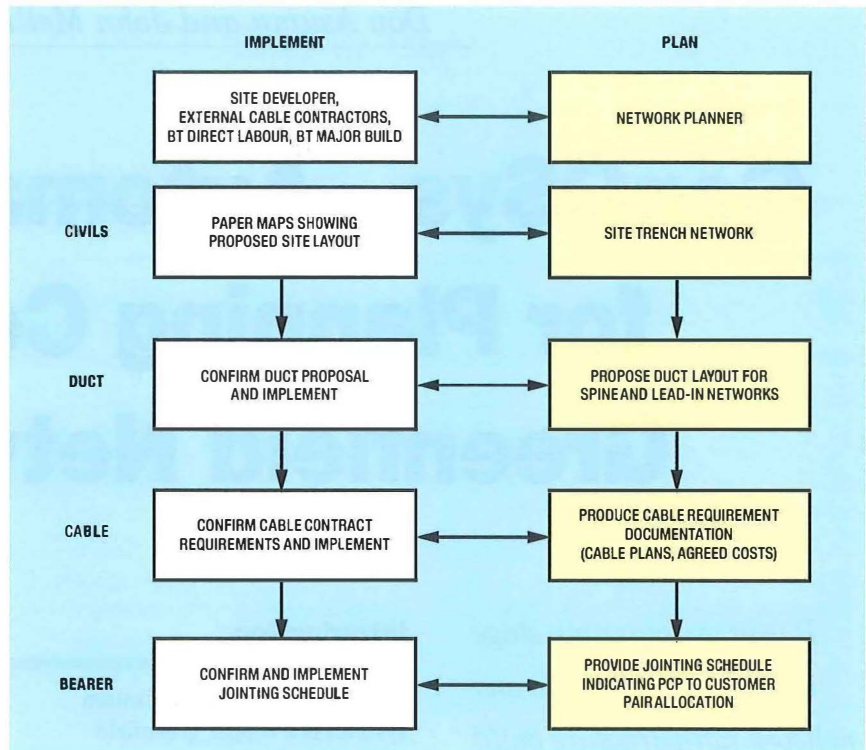 IMPLEMENT
PLAN
SITE DEVELOPER,
EXTERNAL CABLE CONTRACTORS,
BT DIRECT LABOUR, BT MAJOR BUILD
NETWORK PLANNER
CIVILS
PAPER MAPS SHOWING
PROPOSED SITE LAYOUT
SITE TRENCH NETWORK
DUCT
CONFIRM DUCT PROPOSAL
AND IMPLEMENT
PROPOSE DUCT LAYOUT FOR
SPINE AND LEAD-IN NETWORKS
CABLE
CONFIRM CABLE CONTRACT
REQUIREMENTS AND IMPLEMENT
PRODUCE CABLE REQUIREMENT
DOCUMENTATION
(CABLE PLANS, AGREED COSTS)
BEARER
CONFIRM AND IMPLEMENT
JOINTING SCHEDULE
PROVIDE JOINTING SCHEDULE
INDICATING PCP TO CUSTOMER
PAIR ALLOCATION